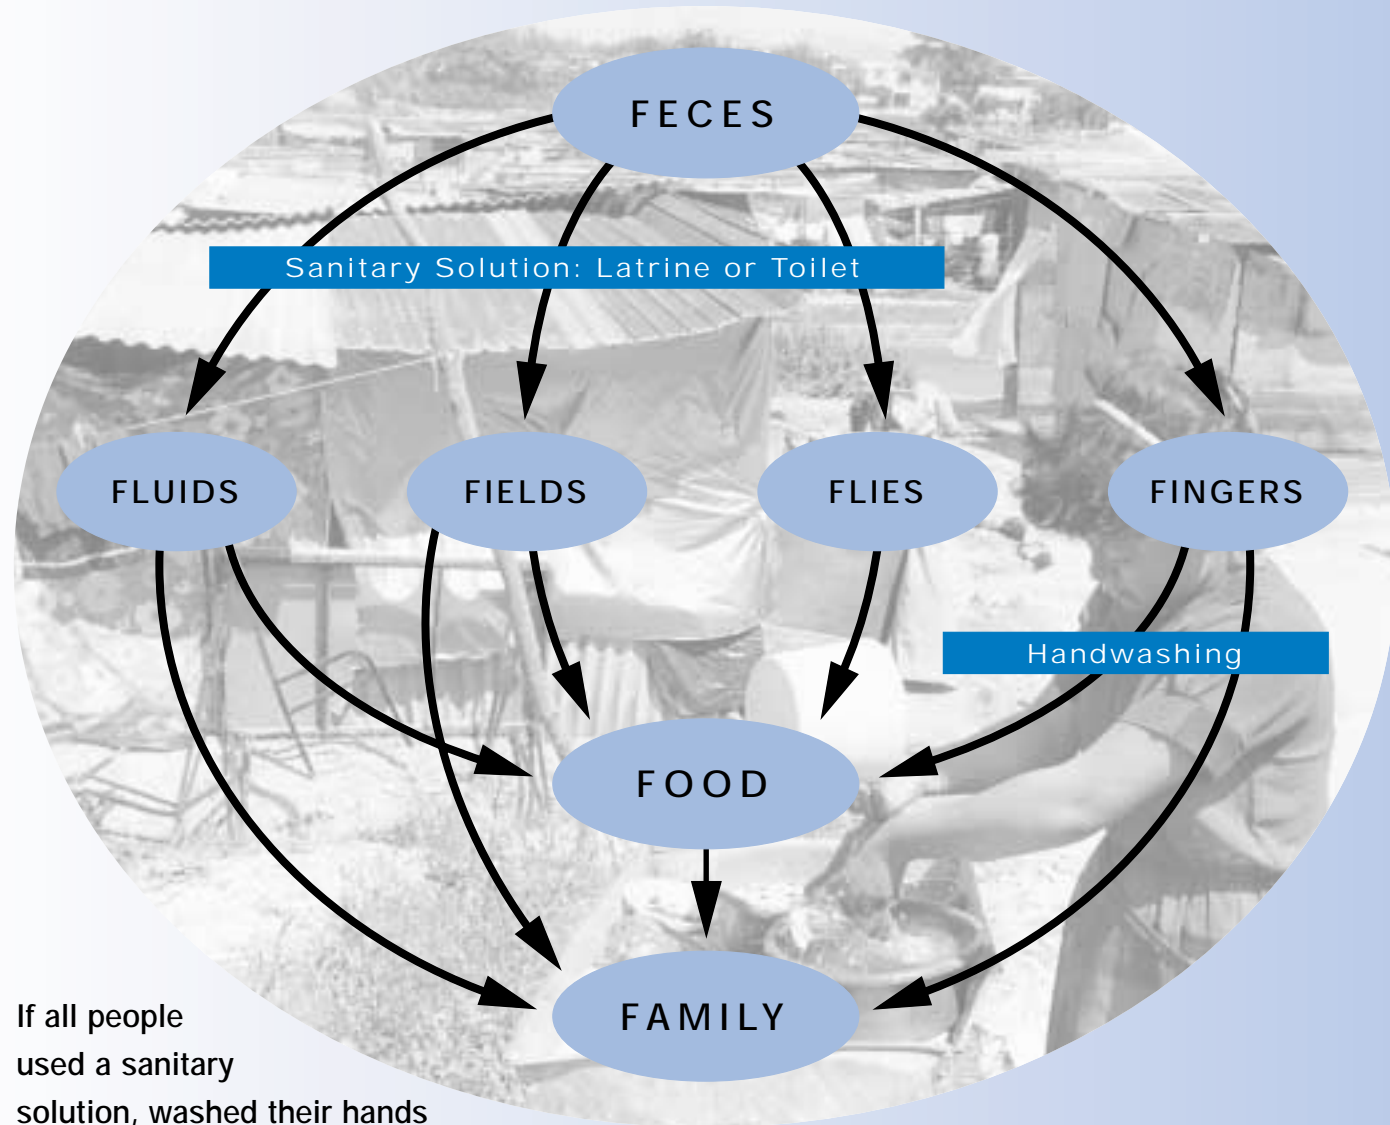 FECES
Sanitary Solution: Latrine or Toilet
FLUIDS
FIELDS
FLIES
FINGERS
Handwashing
FOOD
FAMILY
If all people
used a sanitary
solution, washed their hands